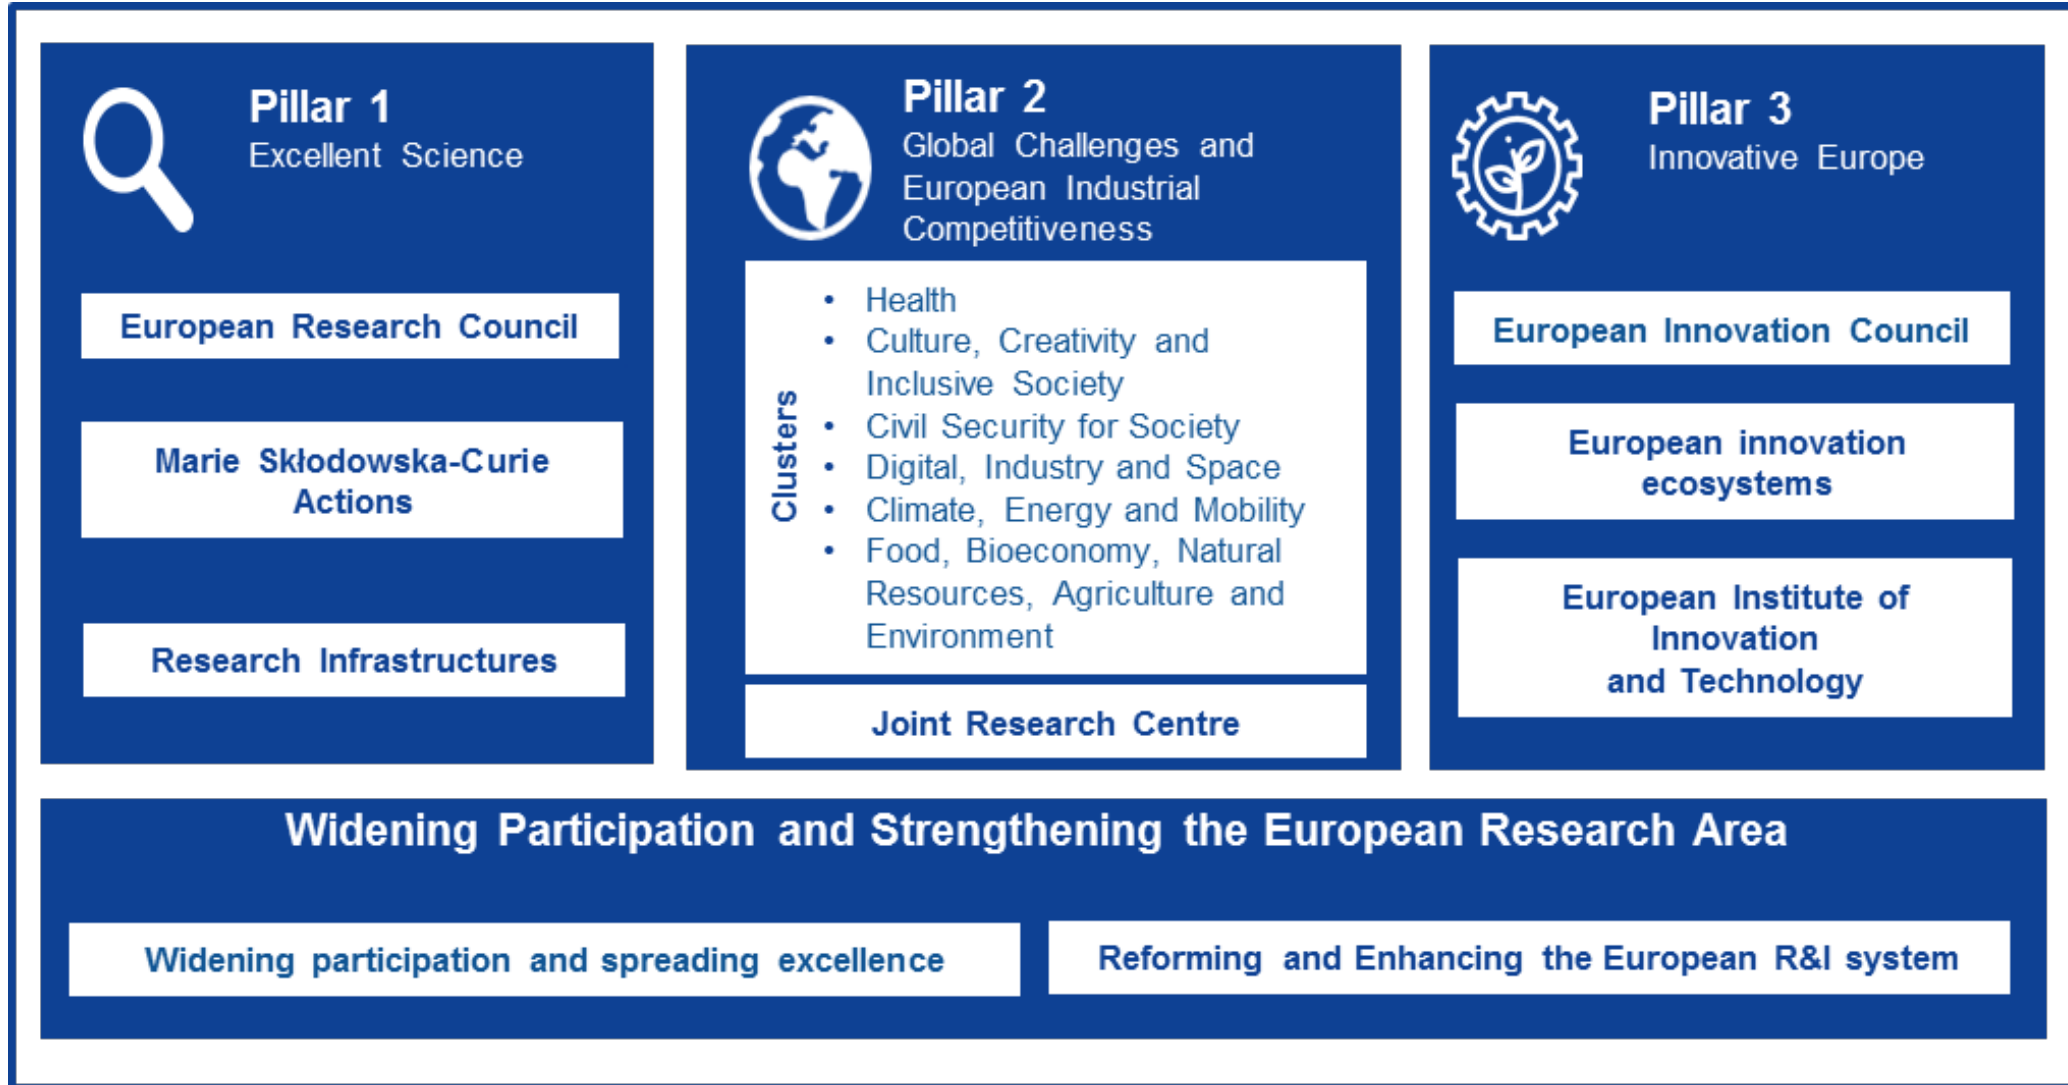 Pillar 1
Excellent Science
European Research Council
Marie Skłodowska-Curie
Actions
Research Infrastructures
Pillar 2
Global Challenges and
European Industrial
Competitiveness
Clusters
• Health
• Culture, Creativity and
Inclusive Society
• Civil Security for Society
• Digital, Industry and Space
• Climate, Energy and Mobility
• Food, Bioeconomy, Natural
Resources, Agriculture and
Environment
Joint Research Centre
Pillar 3
Innovative Europe
European Innovation Council
European innovation
ecosystems
European Institute of
Innovation
and Technology
Widening Participation and Strengthening the European Research Area
Widening participation and spreading excellence
Reforming and Enhancing the European R&I system